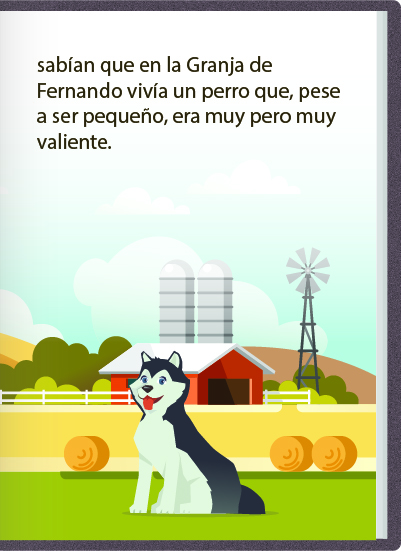 sabían que en la Granja de
Fernando vivía un perro que, pese
a ser pequeño, era muy pero muy
valiente.